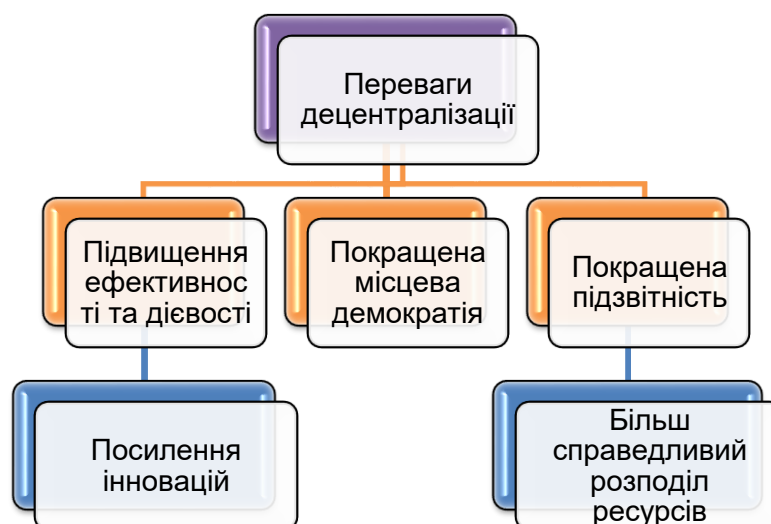 Переваги
децентралізації
Підвищення
ефективнос
ті та дієвості
Покращена
місцева
демократія
Покращена
підзвітність
Посилення
інновацій
Більш
справедливий
розподіл
ресурсів